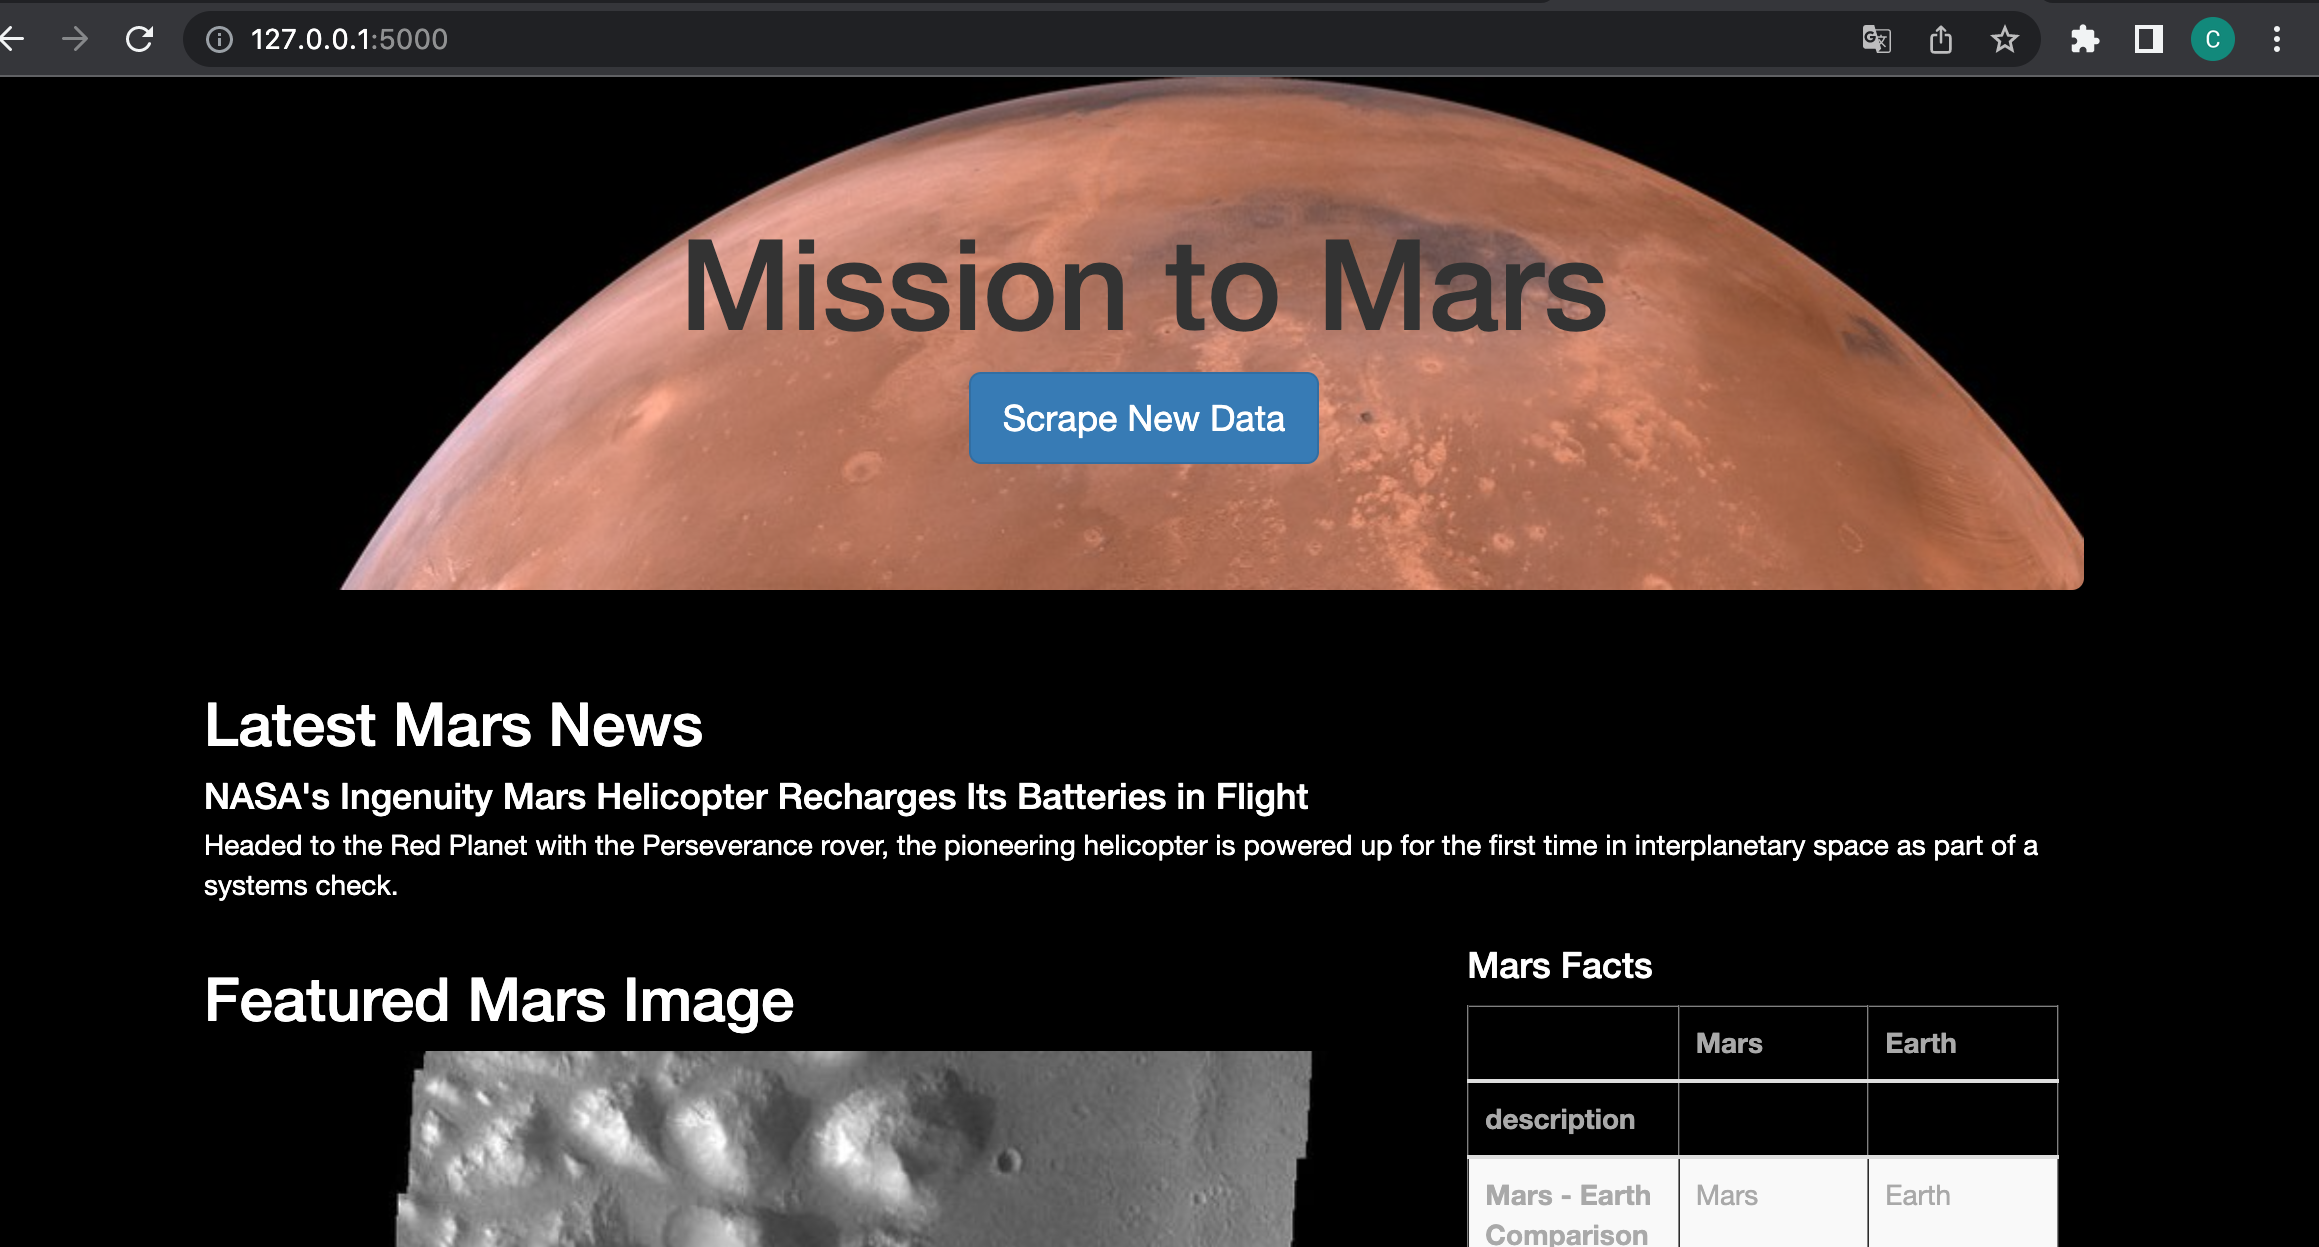 127.0.0.1:5000
C
Mission to Mars
Scrape New Data
Latest Mars News
NASA's Ingenuity Mars Helicopter Recharges Its Batteries in Flight
Headed to the Red Planet with the Perseverance rover, the pioneering helicopter is powered up for the first time in interplanetary space as part of a
systems check.
Featured Mars Image
Mars Facts
Mars Earth
description
Mars - Earth Mars Earth
Comparison